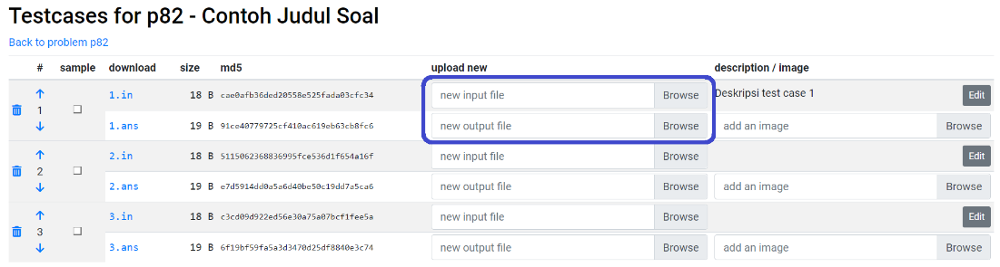 Testcases for p82 - Contoh Judul Soal
Back to problem p82
# sample download size md5 upload new description / image
1.in 18 B cae0afb36ded20558e525fada03cfc34 new input file Browse Deskripsi test case 1 Edit
1
1.ans 19 B 91ce40779725cf410ac619eb63cb8fc6 new output file Browse add an image Browse
2.in 18 B 5115062368836995fce536d1f654a16f new input file Browse Edit
2
2.ans 19 B e7d5914dd0a5a6d40be50c19dd7a5ca6 new output file Browse add an image Browse
3.in 18 B c3cd09d922ed56e30a75a07bcf1fee5a new input file Browse Edit
3
3.ans 19 B 6f19bf59fa5a3d3470d25df8840e3c74 new output file Browse add an image Browse